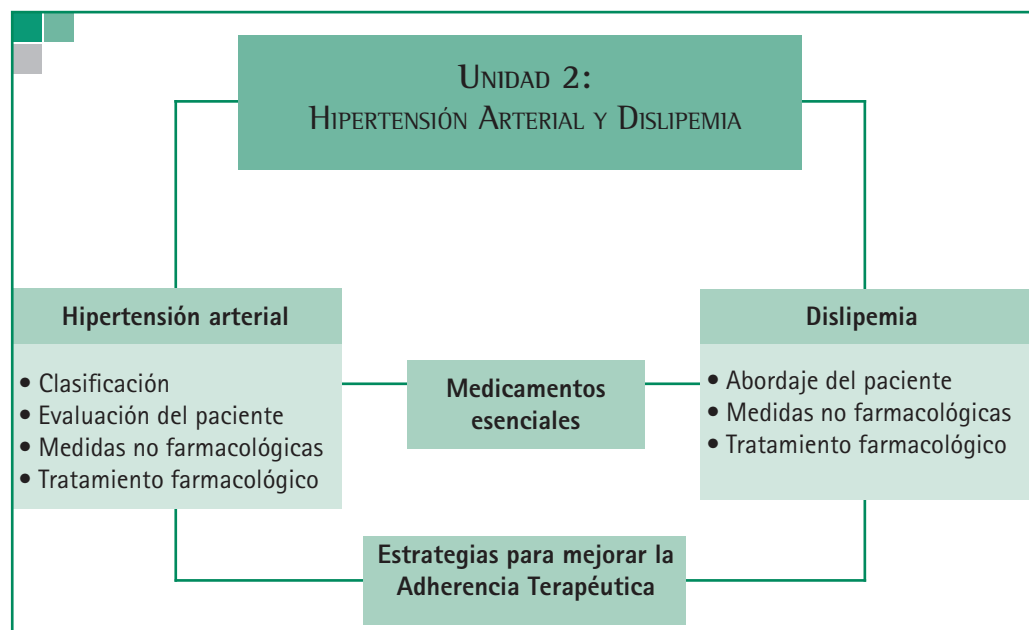 Unidad 2:
Hipertensión Arterial y Dislipemia
Hipertensión arterial
• Clasificación
• Evaluación del paciente
• Medidas no farmacológicas
• Tratamiento farmacológico
Medicamentos
esenciales
Dislipemia
• Abordaje del paciente
• Medidas no farmacológicas
• Tratamiento farmacológico
Estrategias para mejorar la
Adherencia Terapéutica